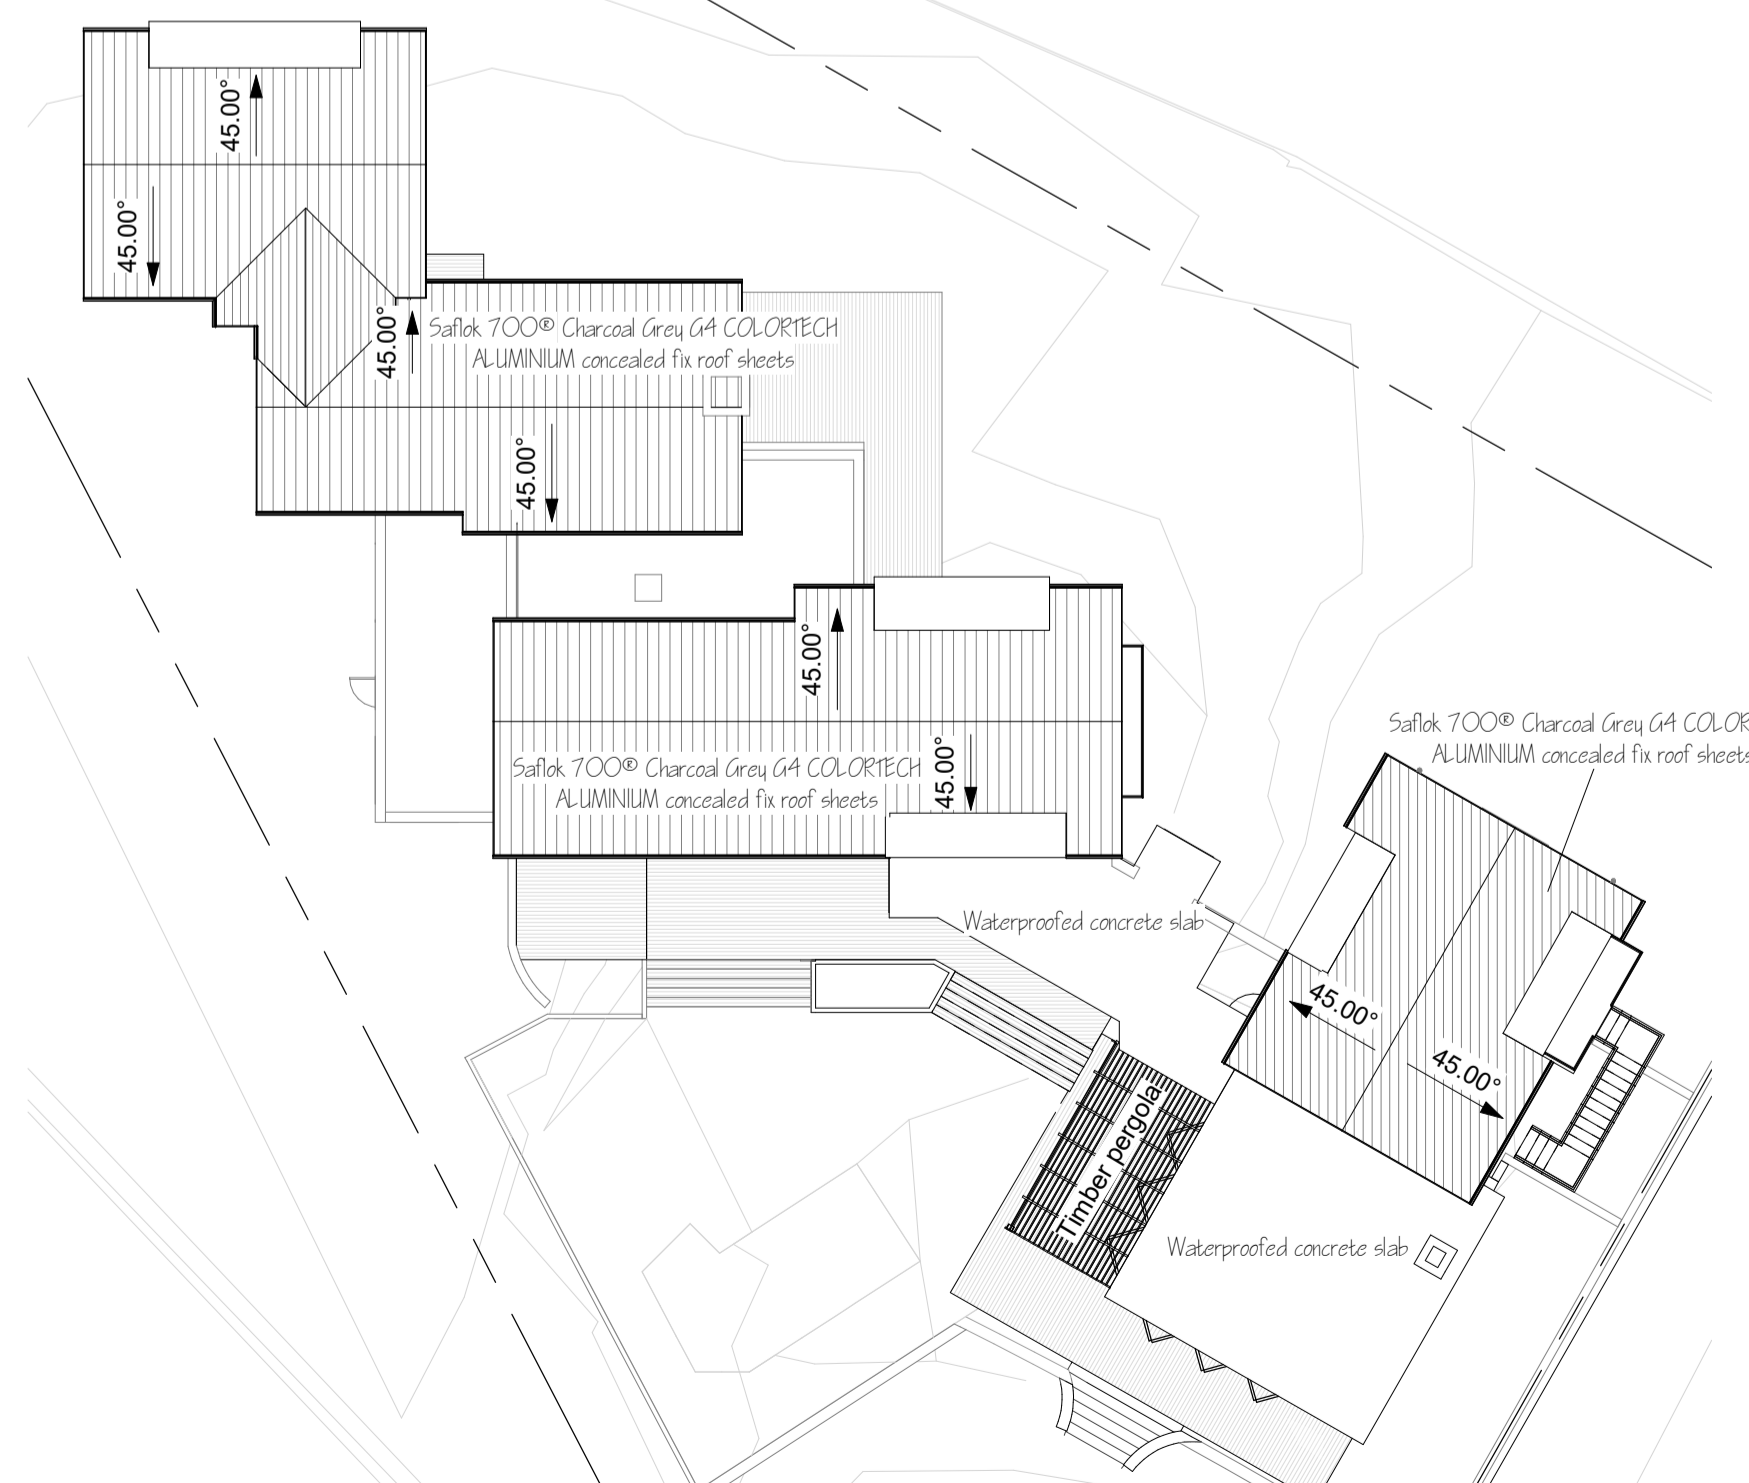 45.00°
45.00°
45.00°
Saflok 700® Charcoal Grey G4 COLORTECH
ALUMINIUM concealed fix roof sheets
45.00°
45.00°
Saflok 700® Charcoal Grey G4 COLOR
ALUMINIUM concealed fix roof sheets
45.00°
Saflok 700® Charcoal Grey G4 COLORTECH
ALUMINIUM concealed fix roof sheets
Waterproofed concrete slab
45.00°
45.00°
Timber pergola
Waterproofed concrete slab